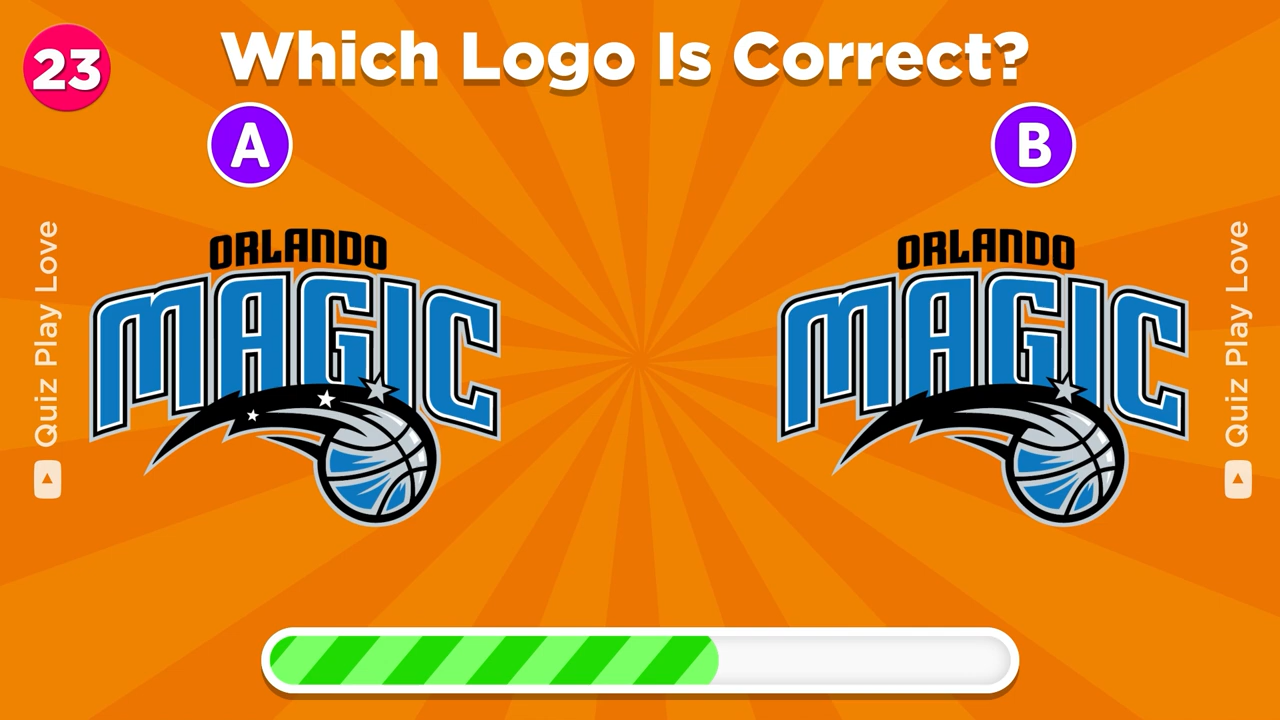 23
Which Logo Is Correct?
A
B
ORLANDO
MAGIC
ORLANDO
MAGIC
Quiz Play Love
Quiz Play Love